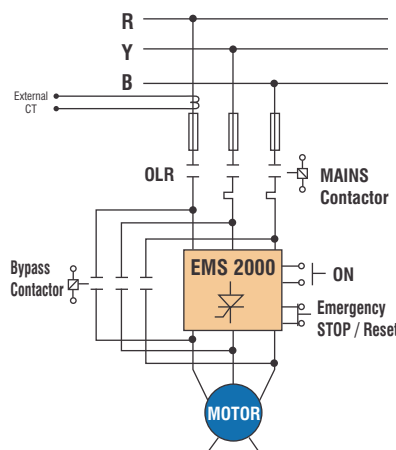 R
Y
B
External
CT
OLR
MAINS
Contactor
EMS 2000
ON
Bypass
Contactor
Emergency
STOP / Reset
MOTOR